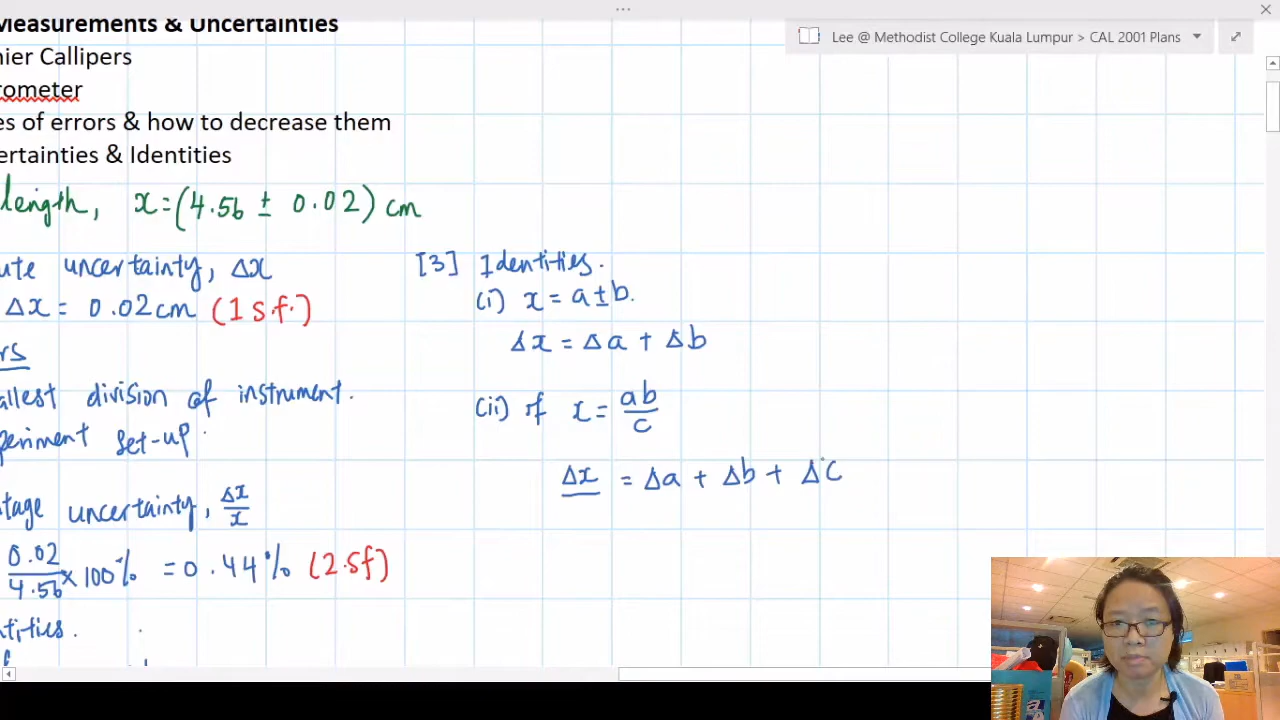 Measurements & Uncertainties
Lee @ Methodist College Kuala Lumpur > CAL 2001 Plans
nier Callipers
rometer
es of errors & how to decrease them
ertainties & Identities
length, x = (4.56 ± 0.02) cm
ute uncertainty, Δx
Δx = 0.02 cm (1 s.f.)
rs
allest division of instrument.
periment set-up
tage uncertainty, Δx/x
0.02/4.56 × 100% = 0.44% (2.sf)
ntities.
[3] Identities.
(i) x = a ± b.
Δx = Δa + Δb
(ii) if x = ab/c
Δx = Δa + Δb + Δc